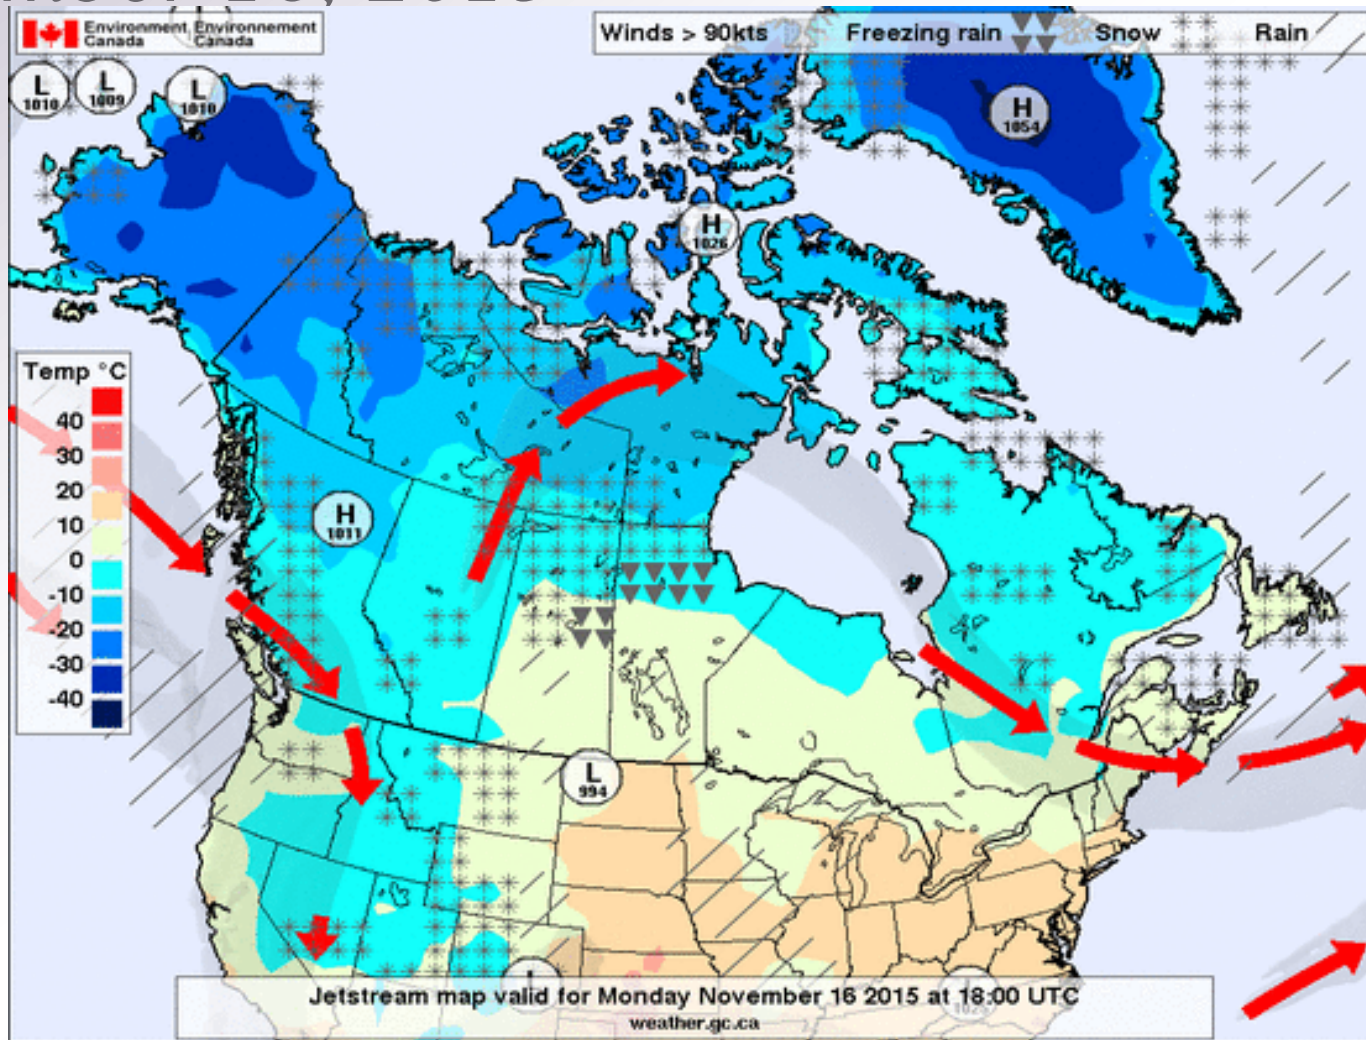 Environment Environnement
Canada Canada
Winds > 90kts Freezing rain Snow Rain
L
1010
L
1009
L
1010
H
1054
H
1026
Temp °C
40
30
20
10
0
-10
-20
-30
-40
H
1011
L
994
L
Jetstream map valid for Monday November 16 2015 at 18:00 UTC
weather.gc.ca